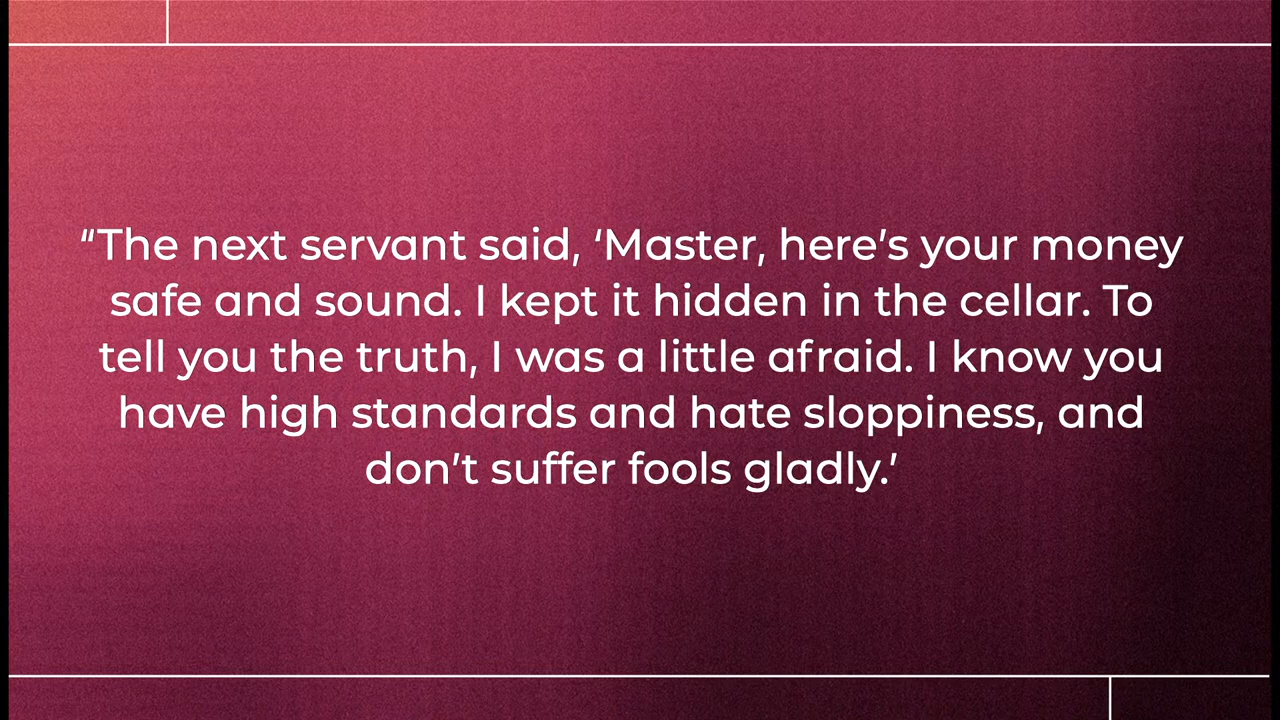 “The next servant said, ‘Master, here’s your money
safe and sound. I kept it hidden in the cellar. To
tell you the truth, I was a little afraid. I know you
have high standards and hate sloppiness, and
don’t suffer fools gladly.’